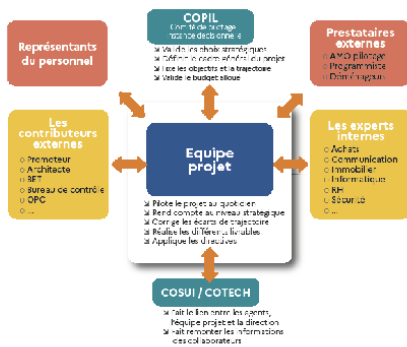 COPIL
Comité de pilotage
Instance décisionnelle
Valide les choix stratégiques
Définit le cadre général du projet
Fixe les objectifs et la trajectoire
Valide le budget alloué
Représentants
du personnel
Prestataires
externes
AMO pilotage
Programmiste
Déménageurs
Les
contributeurs
externes
Promoteur
Architecte
BET
Bureau de contrôle
OPC
...
Equipe
projet
Pilote le projet au quotidien
Rend compte au niveau stratégique
Corrige les écarts de trajectoire
Réalise les différents livrables
Applique les directives
Les experts
internes
Achats
Communication
Immobilier
Informatique
RH
Sécurité
...
COSUI / COTECH
Fait le lien entre les agents,
l'équipe projet et la direction
Fait remonter les informations
des collaborateurs